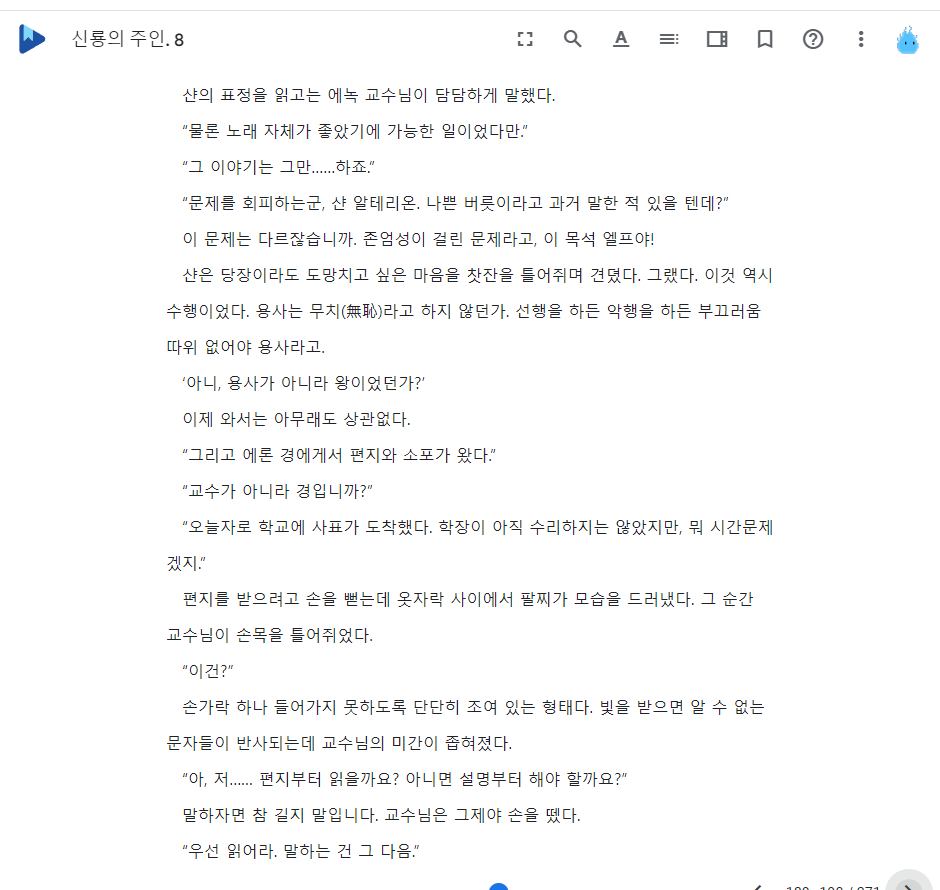 신룡의 주인. 8
샨의 표정을 읽고는 에녹 교수님이 담담하게 말했다.
“물론 노래 자체가 좋았기에 가능한 일이었다만.”
“그 이야기는 그만……하죠.”
“문제를 회피하는군, 샨 알테리온. 나쁜 버릇이라고 과거 말한 적 있을 텐데?”
이 문제는 다르잖습니까. 존엄성이 걸린 문제라고, 이 목석 엘프야!
샨은 당장이라도 도망치고 싶은 마음을 찻잔을 틀어쥐며 견뎠다. 그랬다. 이것 역시
수행이었다. 용사는 무치(無恥)라고 하지 않던가. 선행을 하든 악행을 하든 부끄러움
따위 없어야 용사라고.
‘아니, 용사가 아니라 왕이었던가?’
이제 와서는 아무래도 상관없다.
“그리고 에론 경에게서 편지와 소포가 왔다.”
“교수가 아니라 경입니까?”
“오늘자로 학교에 사표가 도착했다. 학장이 아직 수리하지는 않았지만, 뭐 시간문제
겠지.”
편지를 받으려고 손을 뻗는데 옷자락 사이에서 팔찌가 모습을 드러냈다. 그 순간
교수님이 손목을 틀어쥐었다.
“이건?”
손가락 하나 들어가지 못하도록 단단히 조여 있는 형태다. 빛을 받으면 알 수 없는
문자들이 반사되는데 교수님의 미간이 좁혀졌다.
“아, 저…… 편지부터 읽을까요? 아니면 설명부터 해야 할까요?”
말하자면 참 길지 말입니다. 교수님은 그제야 손을 뗐다.
“우선 읽어라. 말하는 건 그 다음.”